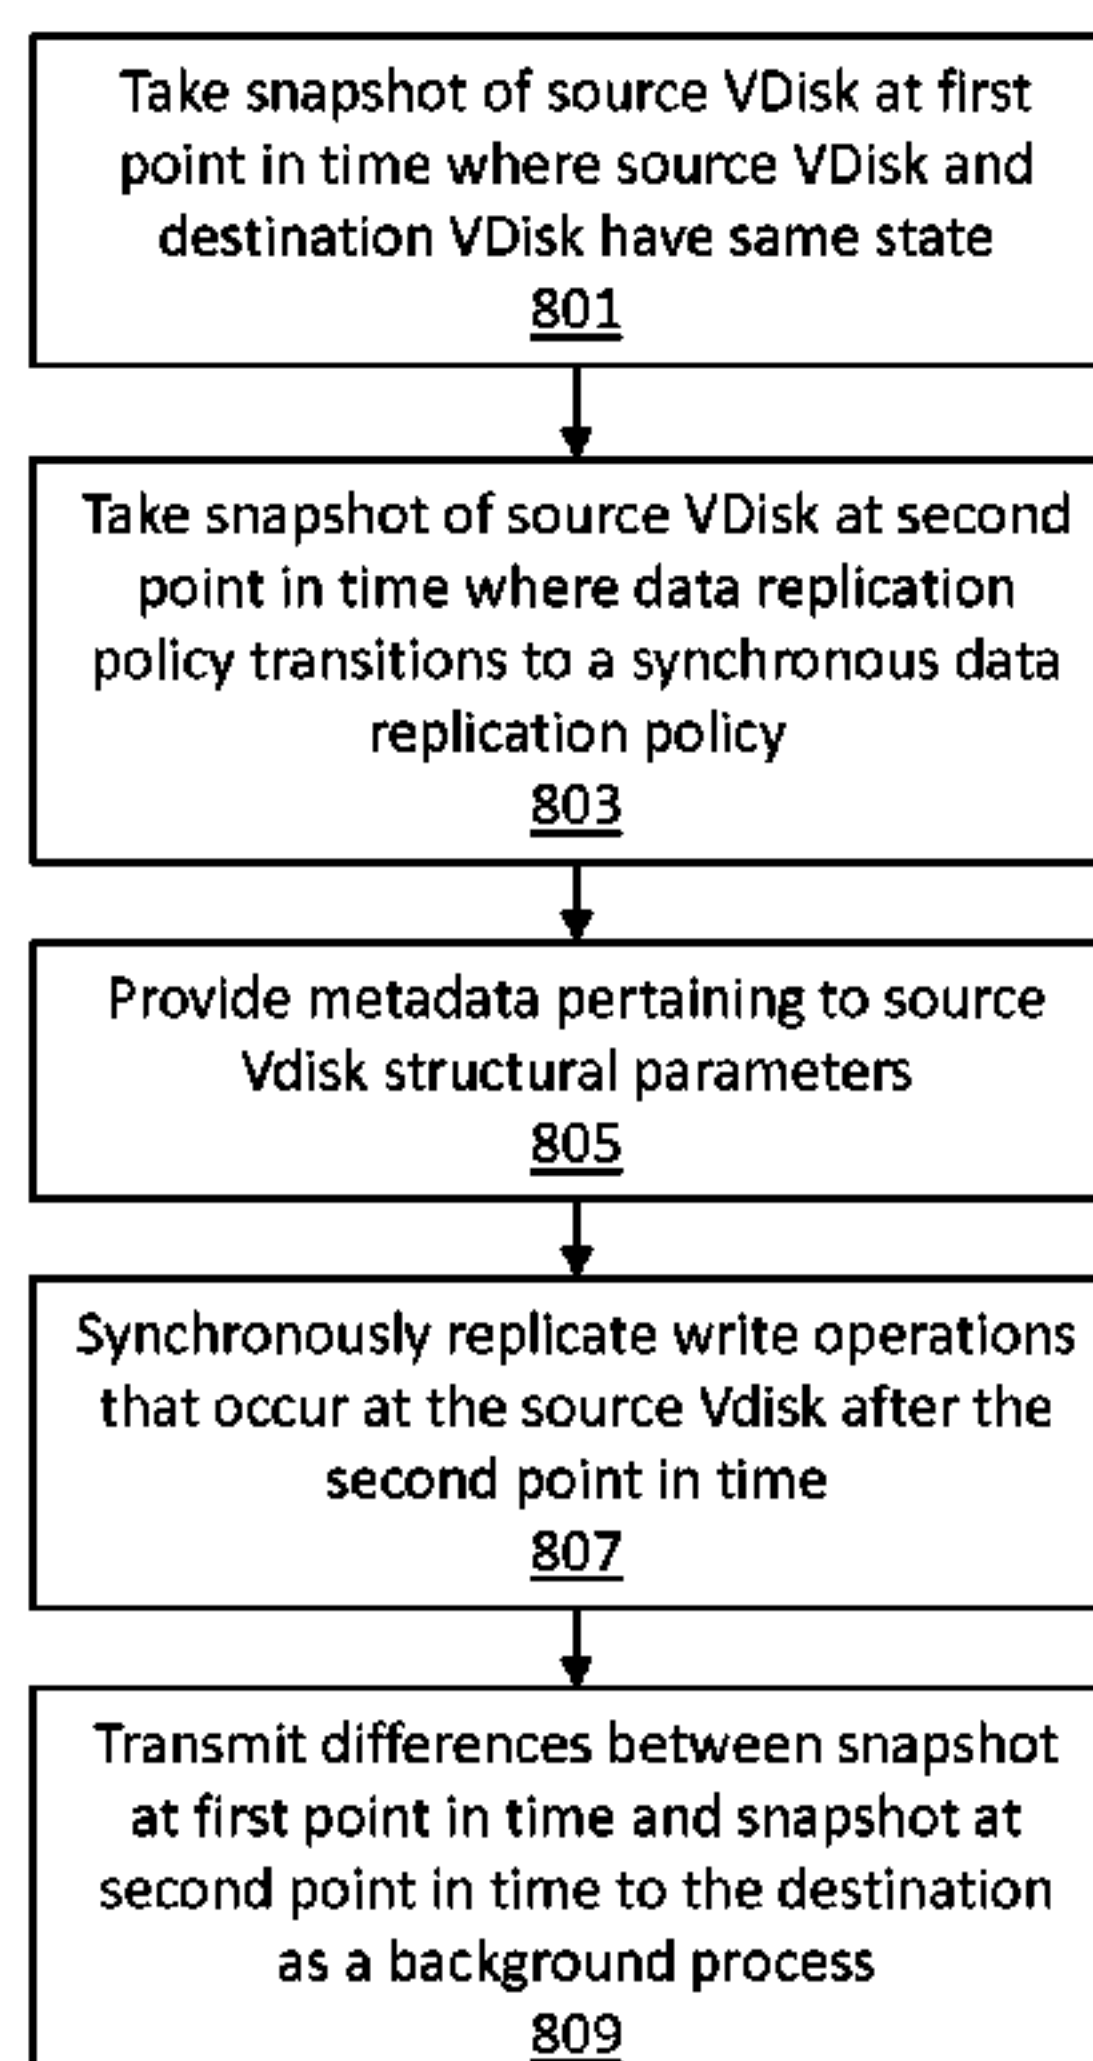 Take snapshot of source VDisk at first
point in time where source VDisk and
destination VDisk have same state
801
Take snapshot of source VDisk at second
point in time where data replication
policy transitions to a synchronous data
replication policy
803
Provide metadata pertaining to source
Vdisk structural parameters
805
Synchronously replicate write operations
that occur at the source Vdisk after the
second point in time
807
Transmit differences between snapshot
at first point in time and snapshot at
second point in time to the destination
as a background process
809